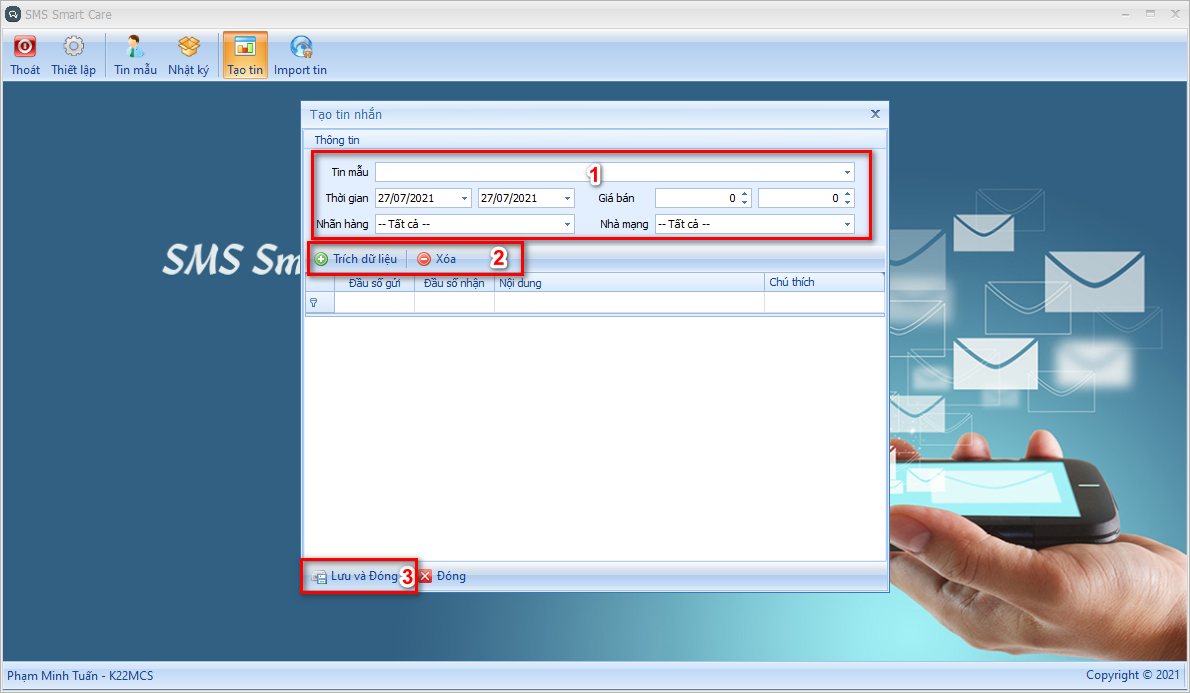 SMS Smart Care
Thoát Thiết lập Tin mẫu Nhật ký Tạo tin Import tin
Tạo tin nhắn
Thông tin
Tin mẫu 1
Thời gian 27/07/2021 27/07/2021 Giá bán 0 0
Nhãn hàng -- Tất cả -- Nhà mạng -- Tất cả --
SMS Sm
Trích dữ liệu Xóa 2
Đầu số gửi Đầu số nhận Nội dung Chú thích
Lưu và Đóng 3 Đóng
Phạm Minh Tuấn - K22MCS Copyright © 2021